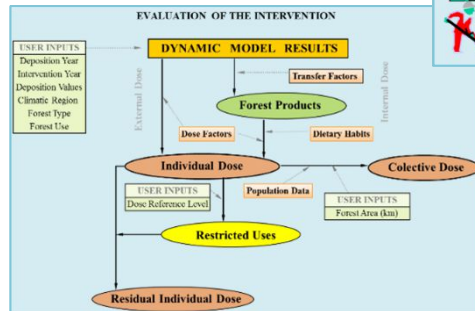 EVALUATION OF THE INTERVENTION
USER INPUTS
Deposition Year
Intervention Year
Deposition Values
Climatic Region
Forest Type
Forest Use
DYNAMIC MODEL RESULTS
External Dose
Internal Dose
Transfer Factors
Forest Products
Dose Factors
Dietary Habits
Individual Dose
Colective Dose
USER INPUTS
Dose Reference Level
Population Data
USER INPUTS
Forest Area (km)
Restricted Uses
Residual Individual Dose